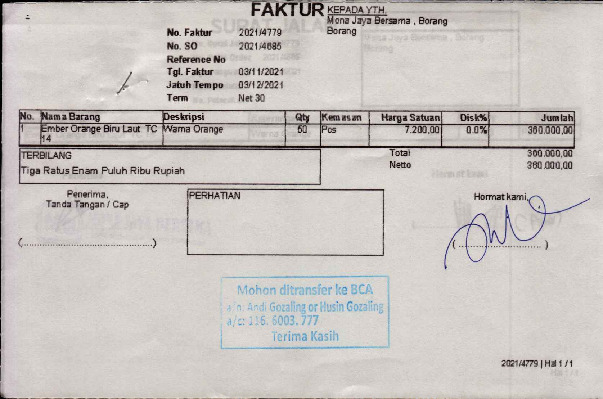 FAKTUR
KEPADA YTH.
Mona Jaya Bersama , Borang
Borang
No. Faktur 2021/4779
No. SO 2021/4685
Reference No
Tgl. Faktur 03/11/2021
Jatuh Tempo 03/12/2021
Term Net 30
No. Nama Barang Deskripsi Qty Kemasan Harga Satuan Disk% Jumlah
1 Ember Orange Biru Laut TC Warna Orange 50 Pcs 7.200,00 0.0% 360.000,00
14
TERBILANG Total 360.000,00
Netto 360.000,00
Tiga Ratus Enam Puluh Ribu Rupiah
Penerima, PERHATIAN Hormat kami,
Tanda Tangan / Cap
(..............................................) (..............................)
Mohon ditransfer ke BCA
a/n. Andi Gozaling or Husin Gozaling
a/c: 116. 6003. 777
Terima Kasih
2021/4779 | Hal 1 / 1